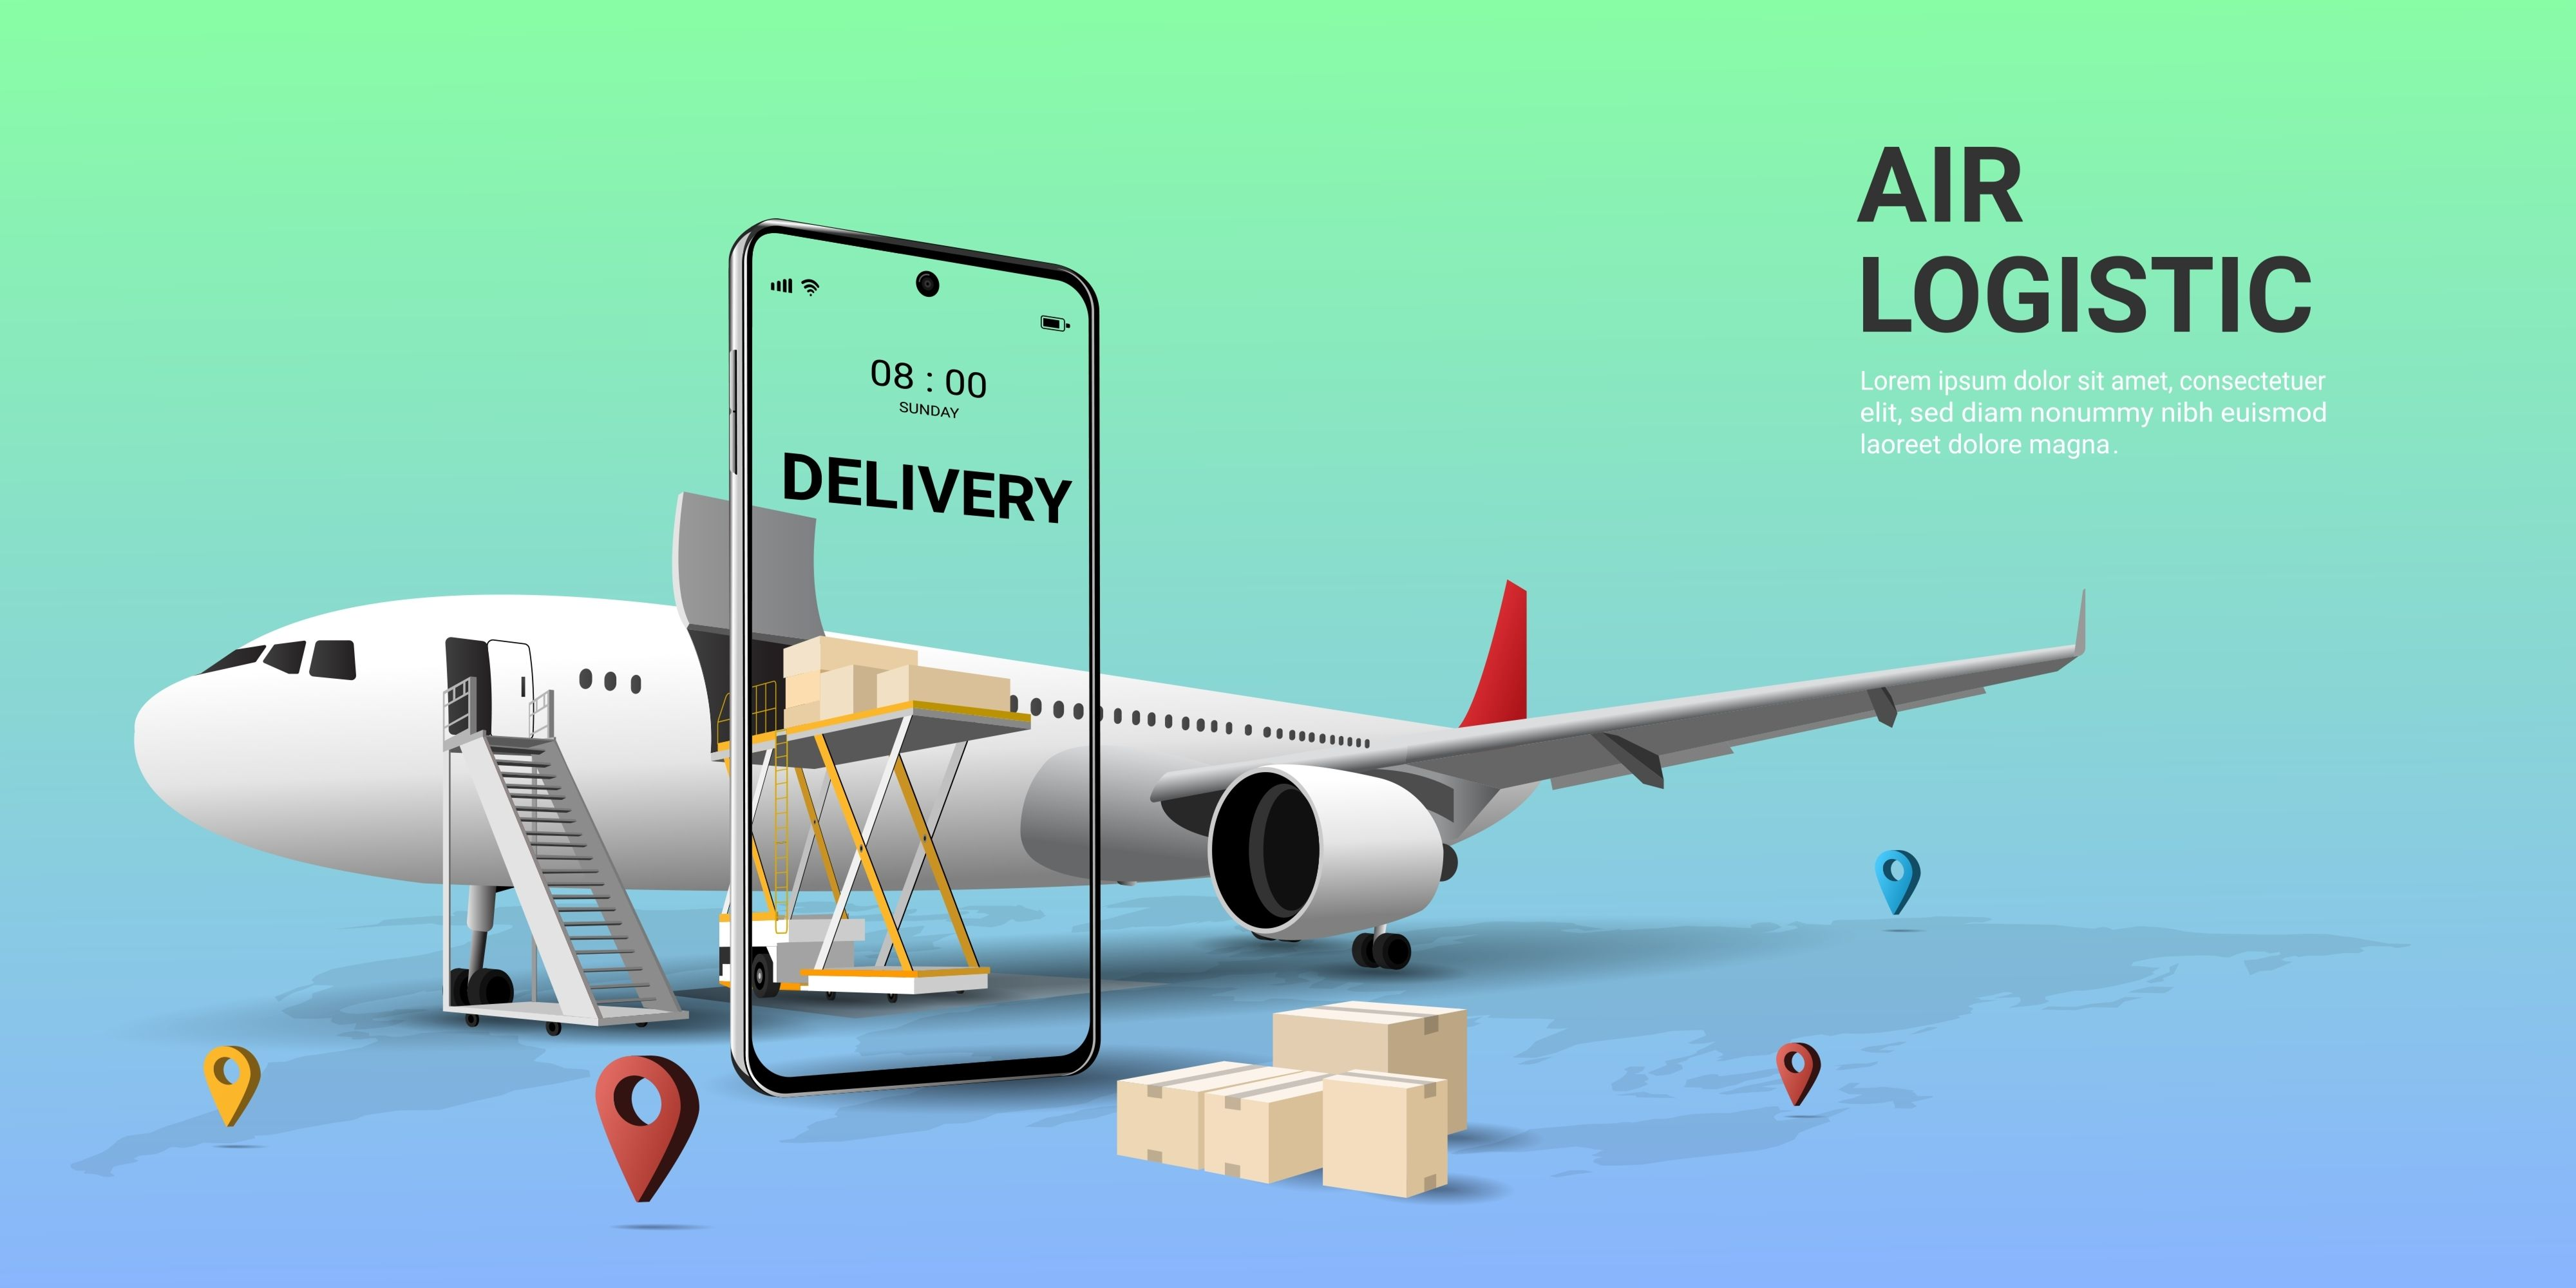 AIR
LOGISTIC
Lorem ipsum dolor sit amet, consectetuer
elit, sed diam nonummy nibh euismod
laoreet dolore magna.
08 : 00
SUNDAY
DELIVERY